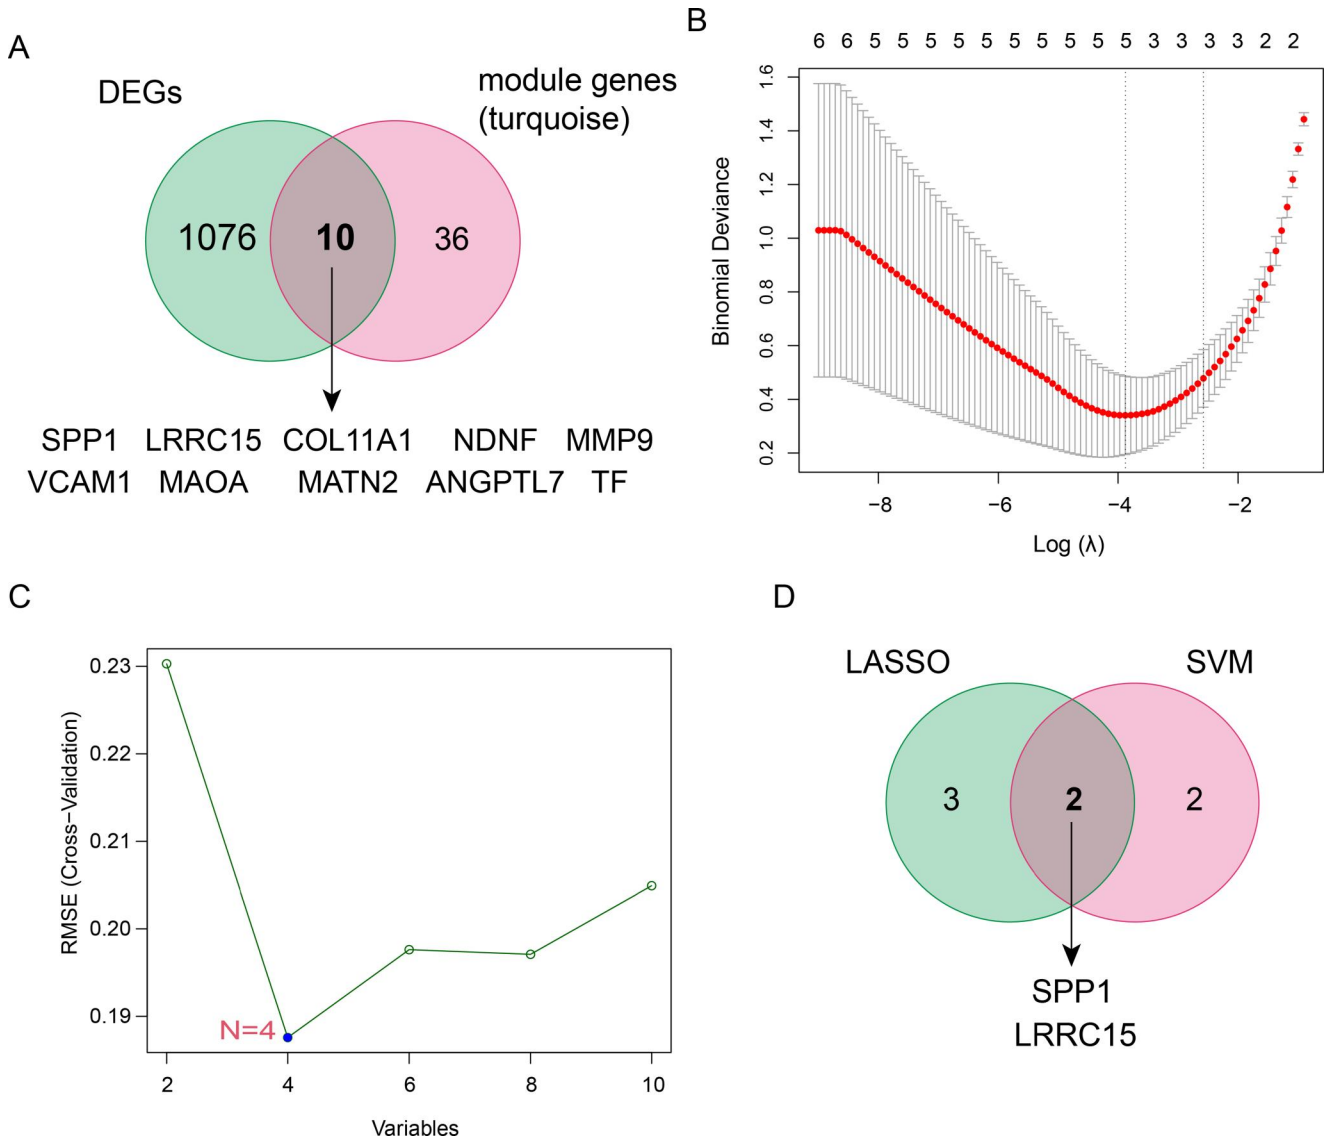 A
DEGs
module genes
(turquoise)
1076 10 36
SPP1 LRRC15 COL11A1 NDNF MMP9
VCAM1 MAOA MATN2 ANGPTL7 TF
B
6 6 5 5 5 5 5 5 5 5 5 5 3 3 3 3 2 2
Binomial Deviance
1.6
1.4
1.2
1.0
0.8
0.6
0.4
0.2
−8 −6 −4 −2
Log (λ)
C
RMSE (Cross−Validation)
0.23
0.22
0.21
0.20
0.19
N=4
2 4 6 8 10
Variables
D
LASSO SVM
3 2 2
SPP1
LRRC15